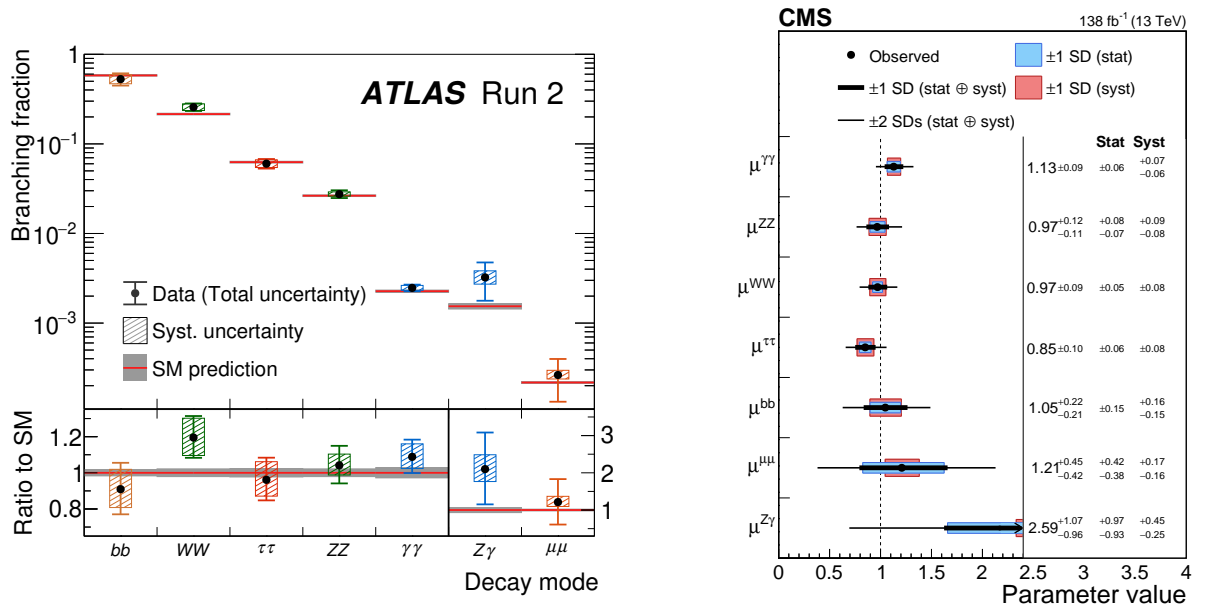 ATLAS Run 2
Branching fraction
1
10⁻¹
10⁻²
10⁻³
Data (Total uncertainty)
Syst. uncertainty
SM prediction
Ratio to SM
1.2
1
0.8
3
2
1
bb WW ττ ZZ γγ Zγ μμ
Decay mode
CMS
138 fb⁻¹ (13 TeV)
Observed
±1 SD (stat)
±1 SD (stat ⊕ syst)
±1 SD (syst)
±2 SDs (stat ⊕ syst)
Stat Syst
μ^γγ 1.13 ±0.09 ±0.06 +0.07 −0.06
μ^ZZ 0.97 +0.12 −0.11 +0.08 −0.07 +0.09 −0.08
μ^WW 0.97 ±0.09 ±0.05 ±0.08
μ^ττ 0.85 ±0.10 ±0.06 ±0.08
μ^bb 1.05 +0.22 −0.21 ±0.15 +0.16 −0.15
μ^μμ 1.21 +0.45 −0.42 +0.42 −0.38 +0.17 −0.16
μ^Zγ 2.59 +1.07 −0.96 +0.97 −0.93 +0.45 −0.25
0 0.5 1 1.5 2 2.5 3 3.5 4
Parameter value